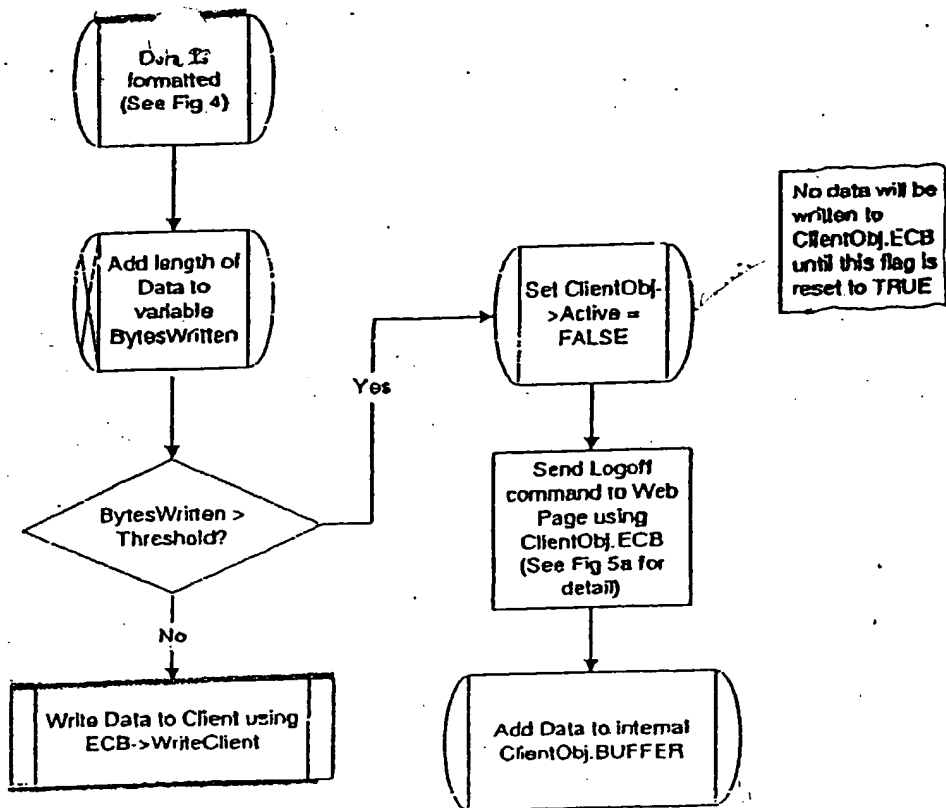 Data Is
formatted
(See Fig 4)
Add length of
Data to
variable
BytesWritten
BytesWritten >
Threshold?
No
Write Data to Client using
ECB->WriteClient
Yes
Set ClientObj-
>Active =
FALSE
No data will be
written to
ClientObj.ECB
until this flag is
reset to TRUE
Send Logoff
command to Web
Page using
ClientObj.ECB
(See Fig 5a for
detail)
Add Data to internal
ClientObj.BUFFER